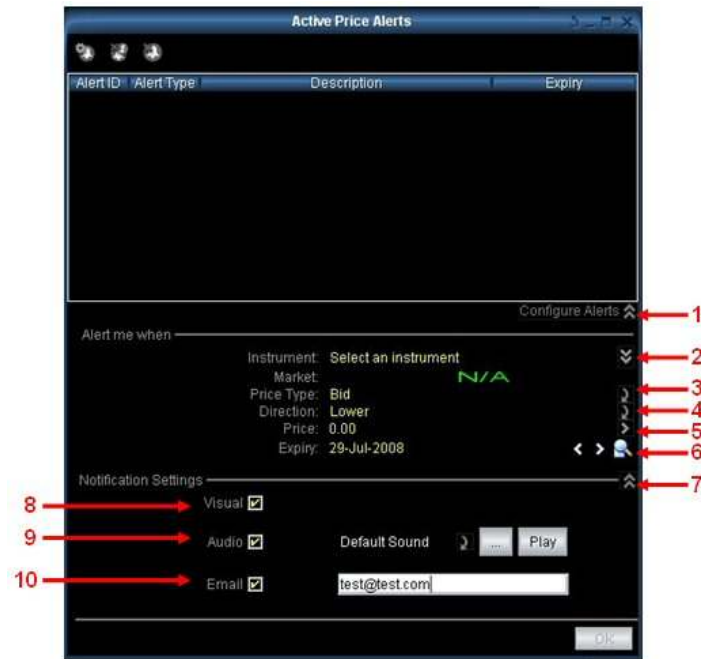 Active Price Alerts
Alert ID Alert Type Description Expiry
Configure Alerts 1
Alert me when
Instrument: Select an instrument 2
Market: N/A
Price Type: Bid 3
Direction: Lower 4
Price: 0.00 5
Expiry: 29-Jul-2008 6
Notification Settings 7
8 Visual
9 Audio Default Sound ... Play
10 Email test@test.com
OK